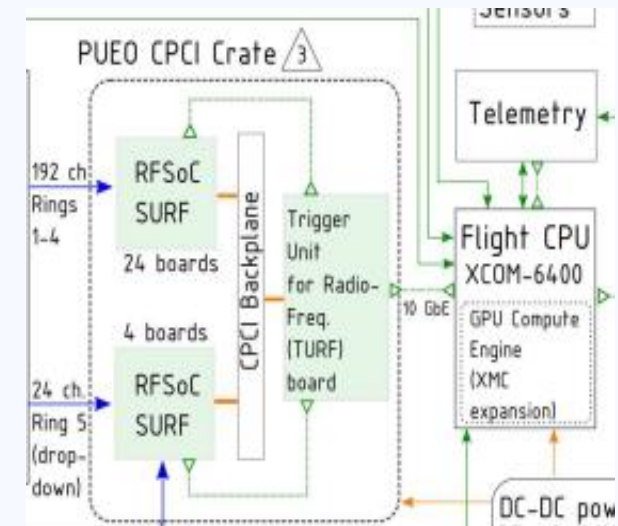 Sensors
PUEO CPCI Crate 3
Telemetry
192 ch
Rings
1-4
RFSoC
SURF
24 boards
CPCI Backplane
Trigger
Unit
for Radio-
Freq.
(TURF)
board
10 GbE
Flight CPU
XCOM-6400
GPU Compute
Engine
(XMC
expansion)
4 boards
RFSoC
SURF
24 ch.
Ring 5
(drop-
down)
DC-DC pow